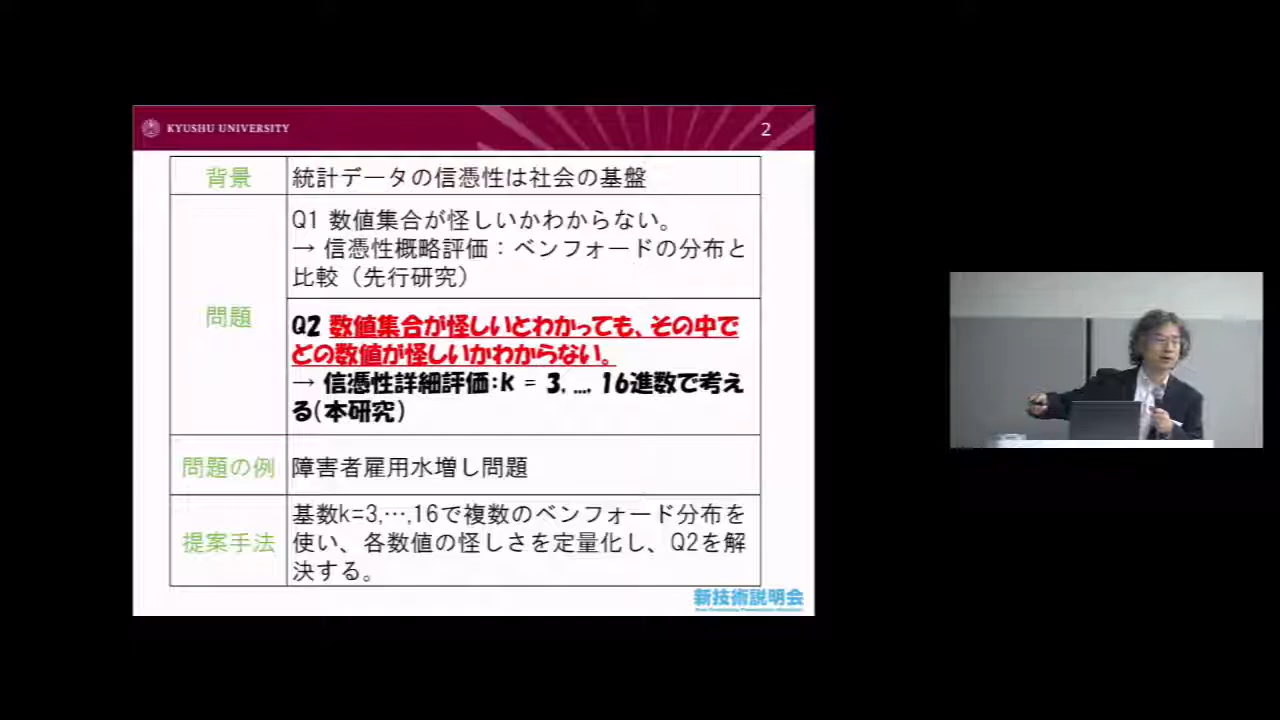 KYUSHU UNIVERSITY
2
背景
統計データの信憑性は社会の基盤
問題
Q1 数値集合が怪しいかわからない。
→ 信憑性概略評価：ベンフォードの分布と
比較（先行研究）
Q2 数値集合が怪しいとわかっても、その中で
どの数値が怪しいかわからない。
→ 信憑性詳細評価:k = 3, …, 16進数で考え
る(本研究)
問題の例
障害者雇用水増し問題
提案手法
基数k=3,…,16で複数のベンフォード分布を
使い、各数値の怪しさを定量化し、Q2を解
決する。
新技術説明会